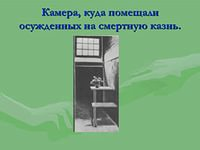 Камера, куда помещали
осужденных на смертную казнь.